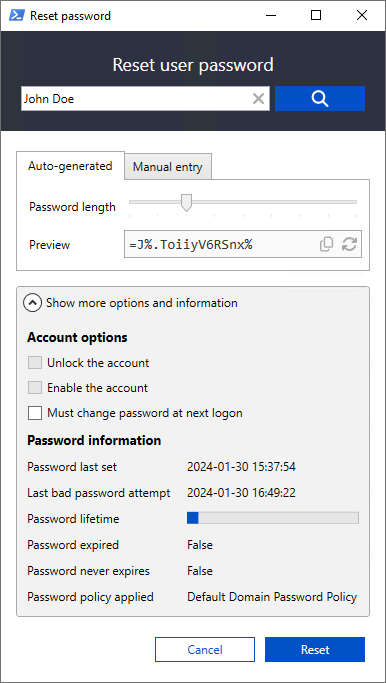 Reset password
Reset user password
John Doe
Auto-generated Manual entry
Password length
Preview =J%.ToiiyV6RSnx%
Show more options and information
Account options
Unlock the account
Enable the account
Must change password at next logon
Password information
Password last set 2024-01-30 15:37:54
Last bad password attempt 2024-01-30 16:49:22
Password lifetime
Password expired False
Password never expires False
Password policy applied Default Domain Password Policy
Cancel Reset